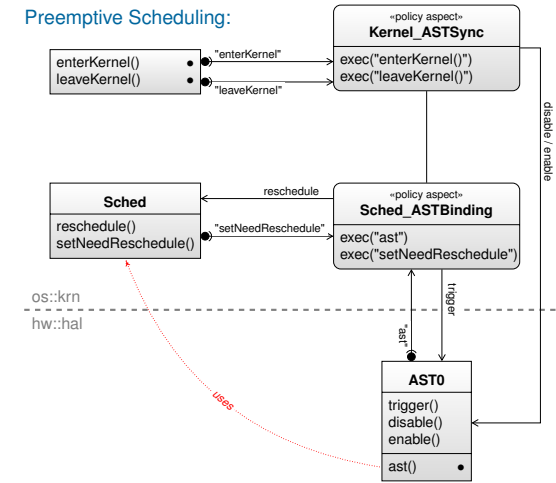 Preemptive Scheduling:
«policy aspect»
Kernel_ASTSync
exec("enterKernel()")
exec("leaveKernel()")
enterKernel()
leaveKernel()
"enterKernel"
"leaveKernel"
disable / enable
Sched
reschedule()
setNeedReschedule()
reschedule
"setNeedReschedule"
«policy aspect»
Sched_ASTBinding
exec("ast")
exec("setNeedReschedule")
trigger
"ast"
os::krn
hw::hal
uses
AST0
trigger()
disable()
enable()
ast()